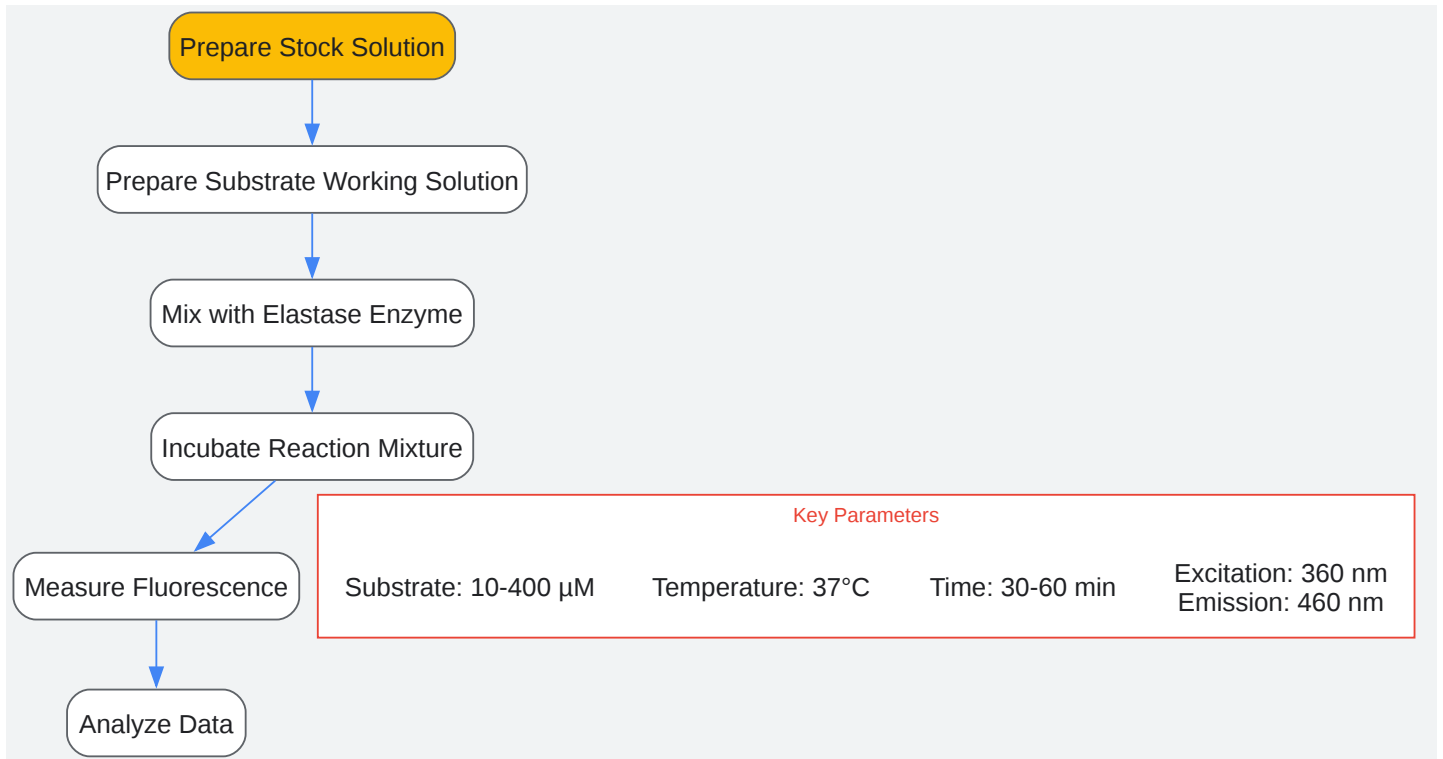 Prepare Stock Solution
Prepare Substrate Working Solution
Mix with Elastase Enzyme
Incubate Reaction Mixture
Measure Fluorescence
Analyze Data
Key Parameters
Substrate: 10-400 µM
Temperature: 37°C
Time: 30-60 min
Excitation: 360 nm
Emission: 460 nm